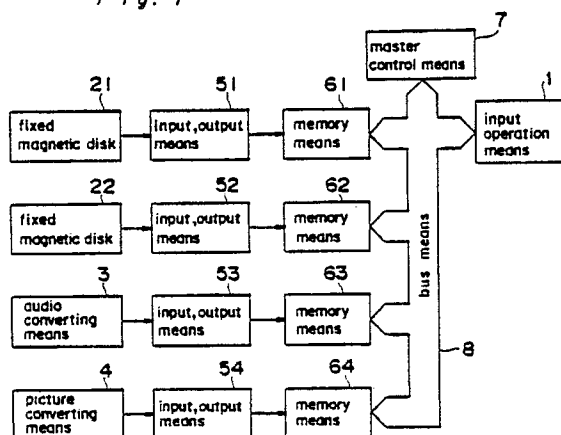 Fig. 1
7
master
control means
21
51
61
1
fixed
magnetic disk
input,output
means
memory
means
input
operation
means
22
52
62
fixed
magnetic disk
input,output
means
memory
means
bus means
3
53
63
audio
converting
means
input,output
means
memory
means
8
4
54
64
picture
converting
means
input,output
means
memory
means